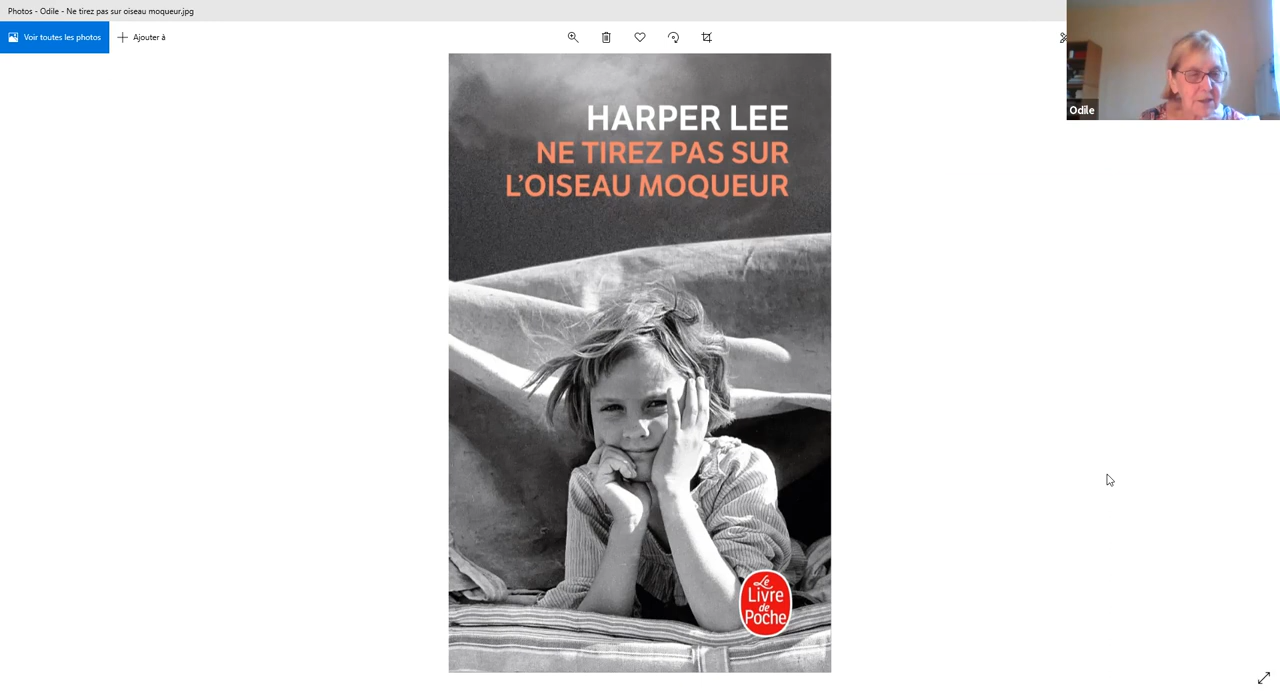 Photos - Odile - Ne tirez pas sur oiseau moqueur.jpg
Voir toutes les photos
Ajouter à
Odile
HARPER LEE
NE TIREZ PAS SUR
L'OISEAU MOQUEUR
Le
Livre
de
Poche